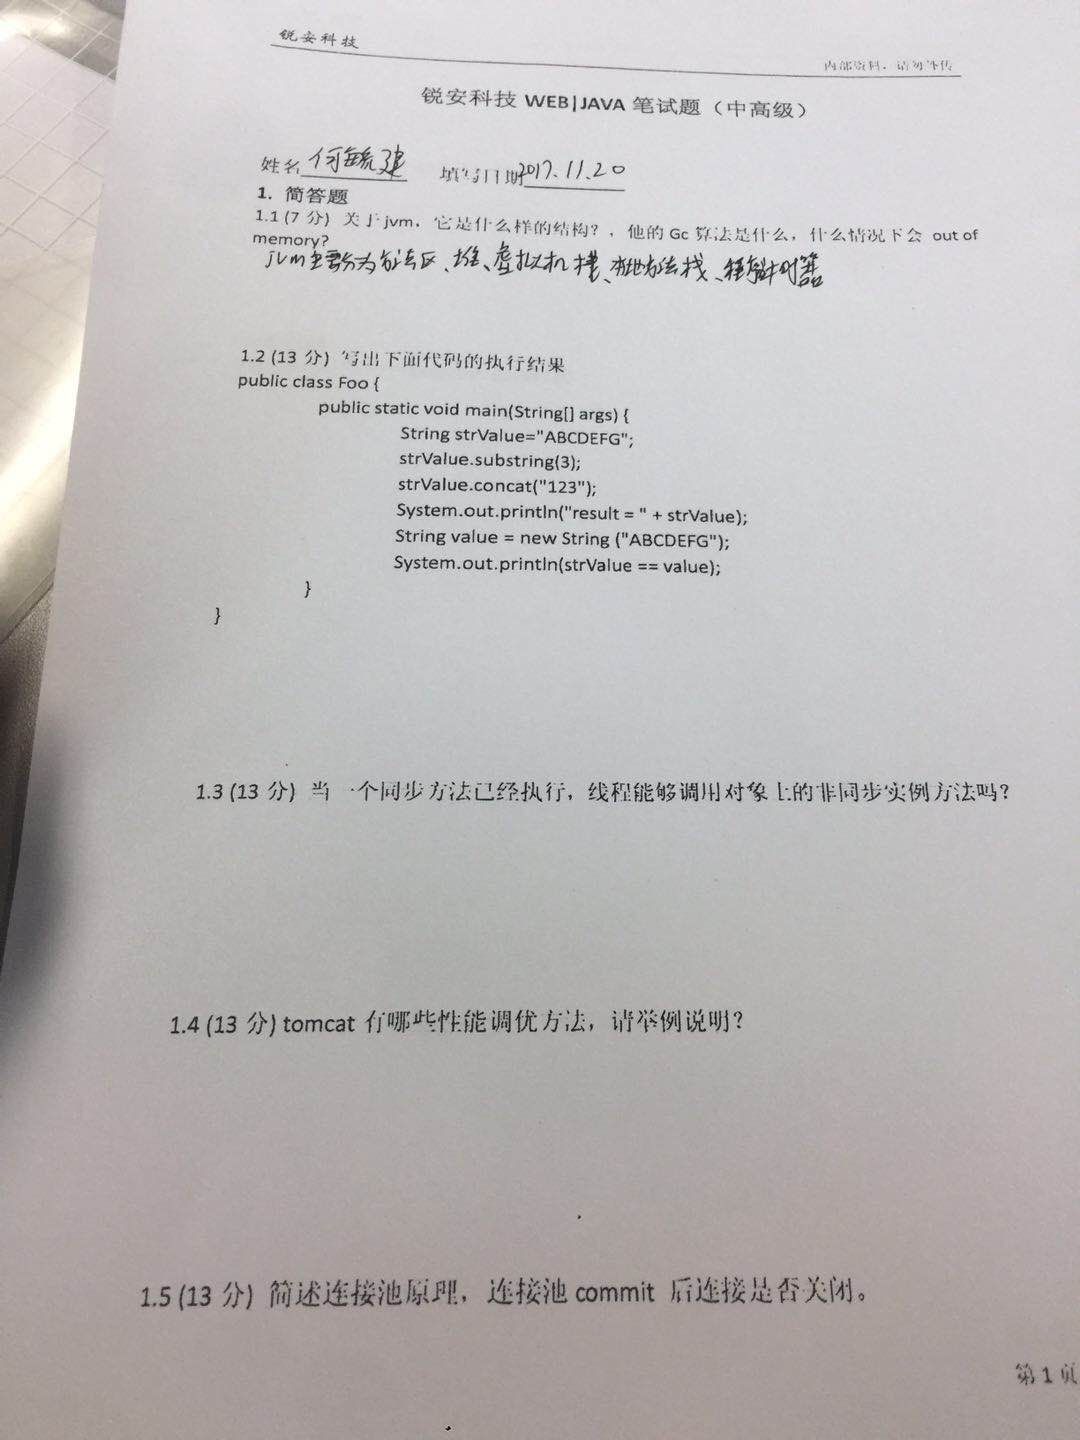 锐安科技
内部资料，请勿外传
锐安科技 WEB|JAVA 笔试题（中高级）
姓名 何毓建 填写日期 2017.11.20
1. 简答题
1.1 (7 分) 关于 jvm，它是什么样的结构？，他的 Gc 算法是什么，什么情况下会 out of
memory?
jvm主要分为方法区、堆、虚拟机栈、本地方法栈、程序计时器
1.2 (13 分) 写出下面代码的执行结果
public class Foo {
public static void main(String[] args) {
String strValue="ABCDEFG";
strValue.substring(3);
strValue.concat("123");
System.out.println("result = " + strValue);
String value = new String ("ABCDEFG");
System.out.println(strValue == value);
}
}
1.3 (13 分) 当一个同步方法已经执行，线程能够调用对象上的非同步实例方法吗？
1.4 (13 分) tomcat 有哪些性能调优方法，请举例说明？
1.5 (13 分) 简述连接池原理，连接池 commit 后连接是否关闭。
第 1 页